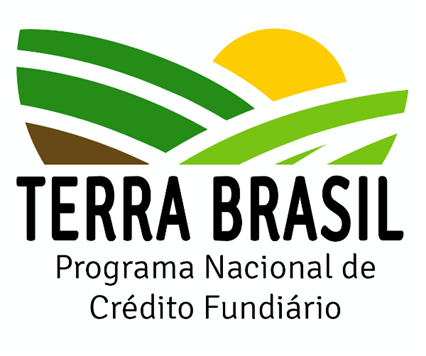 TERRA BRASIL
Programa Nacional de
Crédito Fundiário